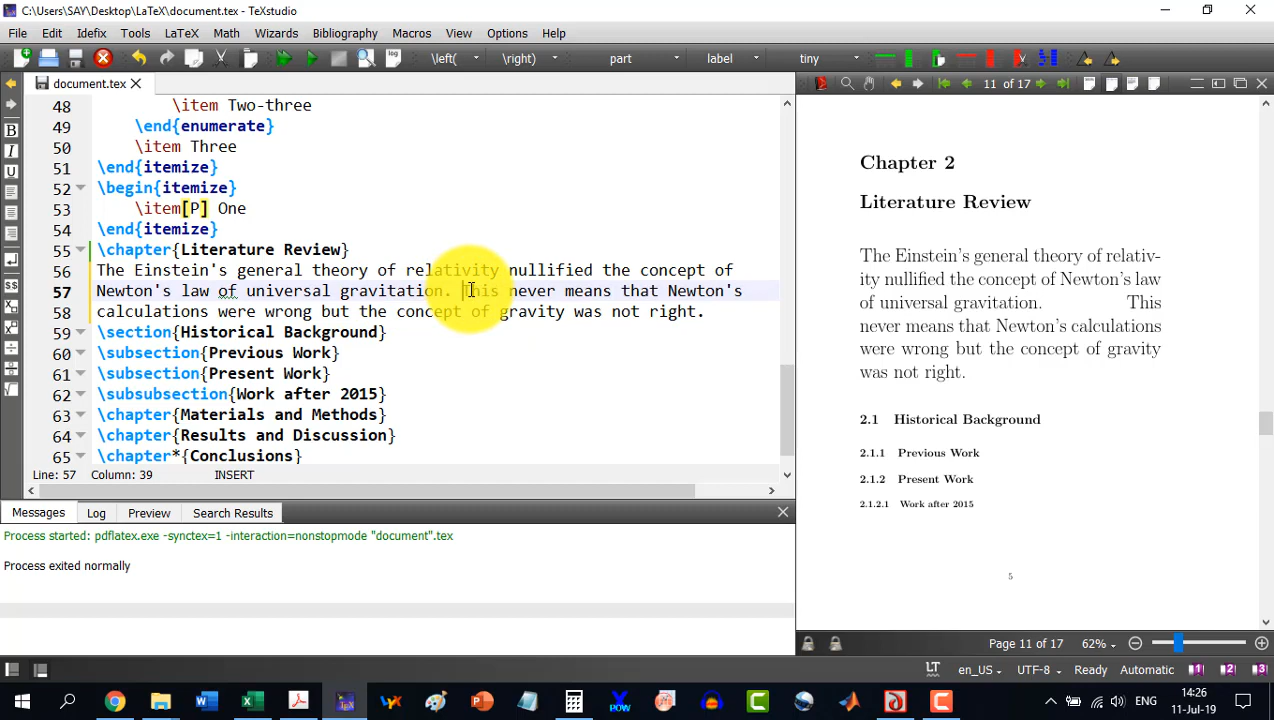 C:\Users\SAY\Desktop\LaTeX\document.tex - TeXstudio
File Edit Idefix Tools LaTeX Math Wizards Bibliography Macros View Options Help
left( \right) part label tiny
document.tex
11 of 17
48 \item Two-three
49 \end{enumerate}
50 \item Three
51 \end{itemize}
52 \begin{itemize}
53 \item[P] One
54 \end{itemize}
55 \chapter{Literature Review}
56 The Einstein's general theory of relativity nullified the concept of
57 Newton's law of universal gravitation. This never means that Newton's
58 calculations were wrong but the concept of gravity was not right.
59 \section{Historical Background}
60 \subsection{Previous Work}
61 \subsection{Present Work}
62 \subsubsection{Work after 2015}
63 \chapter{Materials and Methods}
64 \chapter{Results and Discussion}
65 \chapter*{Conclusions}
Line: 57 Column: 39 INSERT
Messages Log Preview Search Results
Process started: pdflatex.exe -synctex=1 -interaction=nonstopmode "document".tex
Process exited normally
Chapter 2
Literature Review
The Einstein's general theory of relativ-
ity nullified the concept of Newton's law
of universal gravitation. This
never means that Newton's calculations
were wrong but the concept of gravity
was not right.
2.1 Historical Background
2.1.1 Previous Work
2.1.2 Present Work
2.1.2.1 Work after 2015
5
Page 11 of 17 62%
LT en_US UTF-8 Ready Automatic 1 2 3
ENG
14:26
11-Jul-19